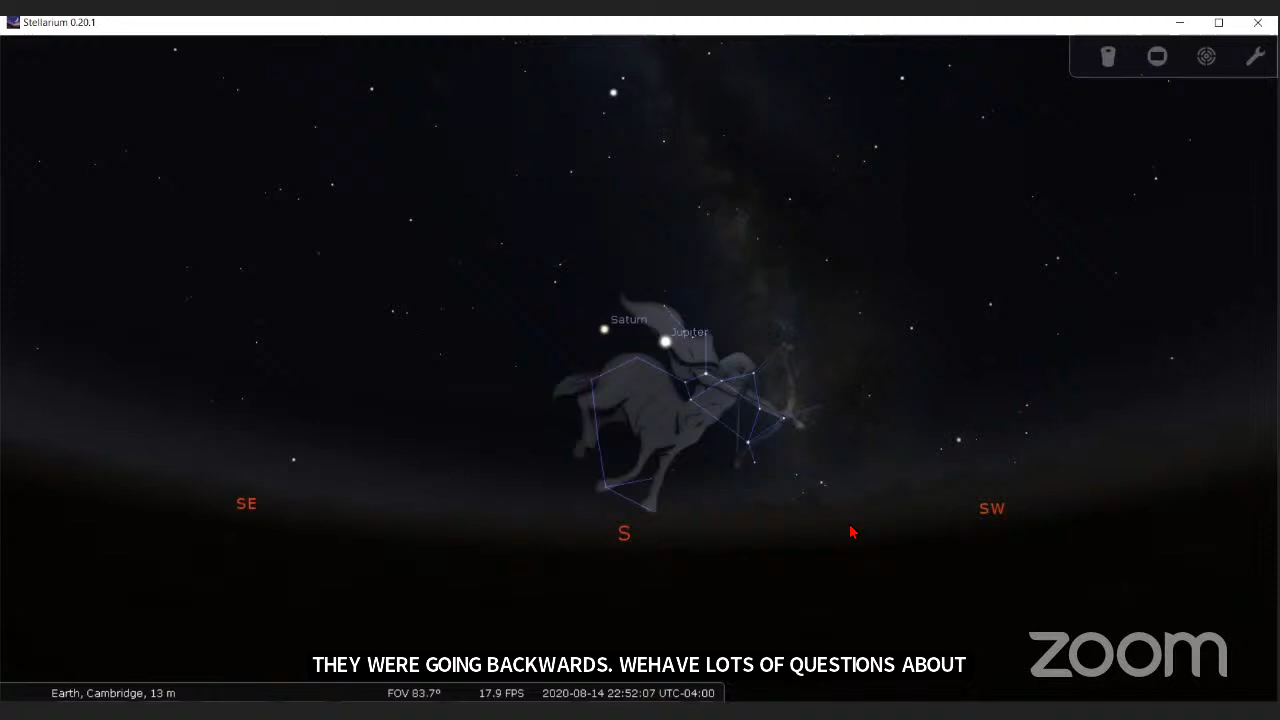 Stellarium 0.20.1
Saturn
Jupiter
SE
S
SW
THEY WERE GOING BACKWARDS. WEHAVE LOTS OF QUESTIONS ABOUT
zoom
Earth, Cambridge, 13 m FOV 83.7° 17.9 FPS 2020-08-14 22:52:07 UTC-04:00